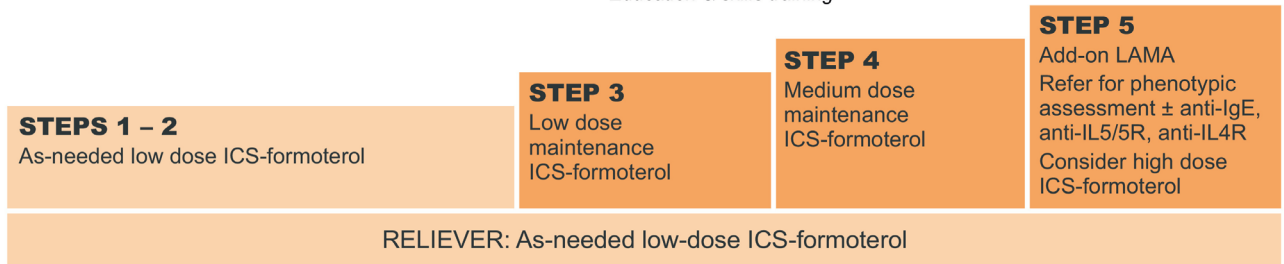 STEPS 1 – 2
As-needed low dose ICS-formoterol
STEP 3
Low dose
maintenance
ICS-formoterol
STEP 4
Medium dose
maintenance
ICS-formoterol
STEP 5
Add-on LAMA
Refer for phenotypic
assessment ± anti-IgE,
anti-IL5/5R, anti-IL4R
Consider high dose
ICS-formoterol
RELIEVER: As-needed low-dose ICS-formoterol